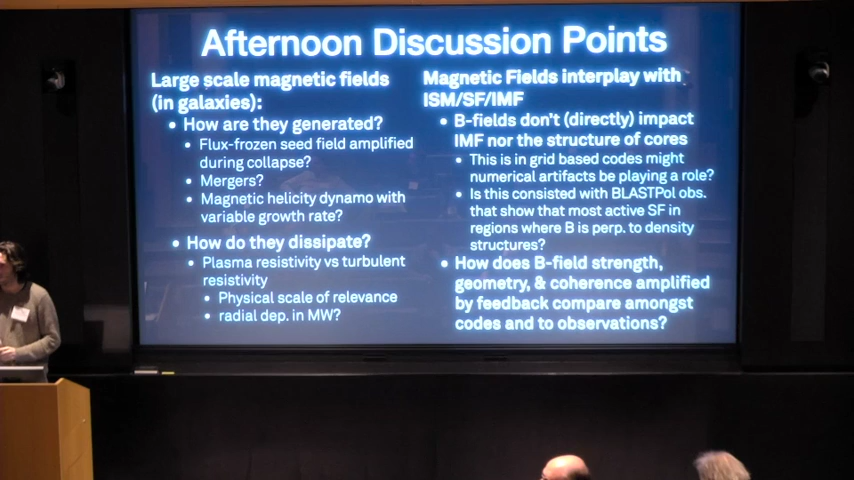 Afternoon Discussion Points
Large scale magnetic fields
(in galaxies):
• How are they generated?
• Flux-frozen seed field amplified
during collapse?
• Mergers?
• Magnetic helicity dynamo with
variable growth rate?
• How do they dissipate?
• Plasma resistivity vs turbulent
resistivity
• Physical scale of relevance
• radial dep. in MW?
Magnetic Fields interplay with
ISM/SF/IMF
• B-fields don't (directly) impact
IMF nor the structure of cores
• This is in grid based codes might
numerical artifacts be playing a role?
• Is this consisted with BLASTPol obs.
that show that most active SF in
regions where B is perp. to density
structures?
• How does B-field strength,
geometry, & coherence amplified
by feedback compare amongst
codes and to observations?